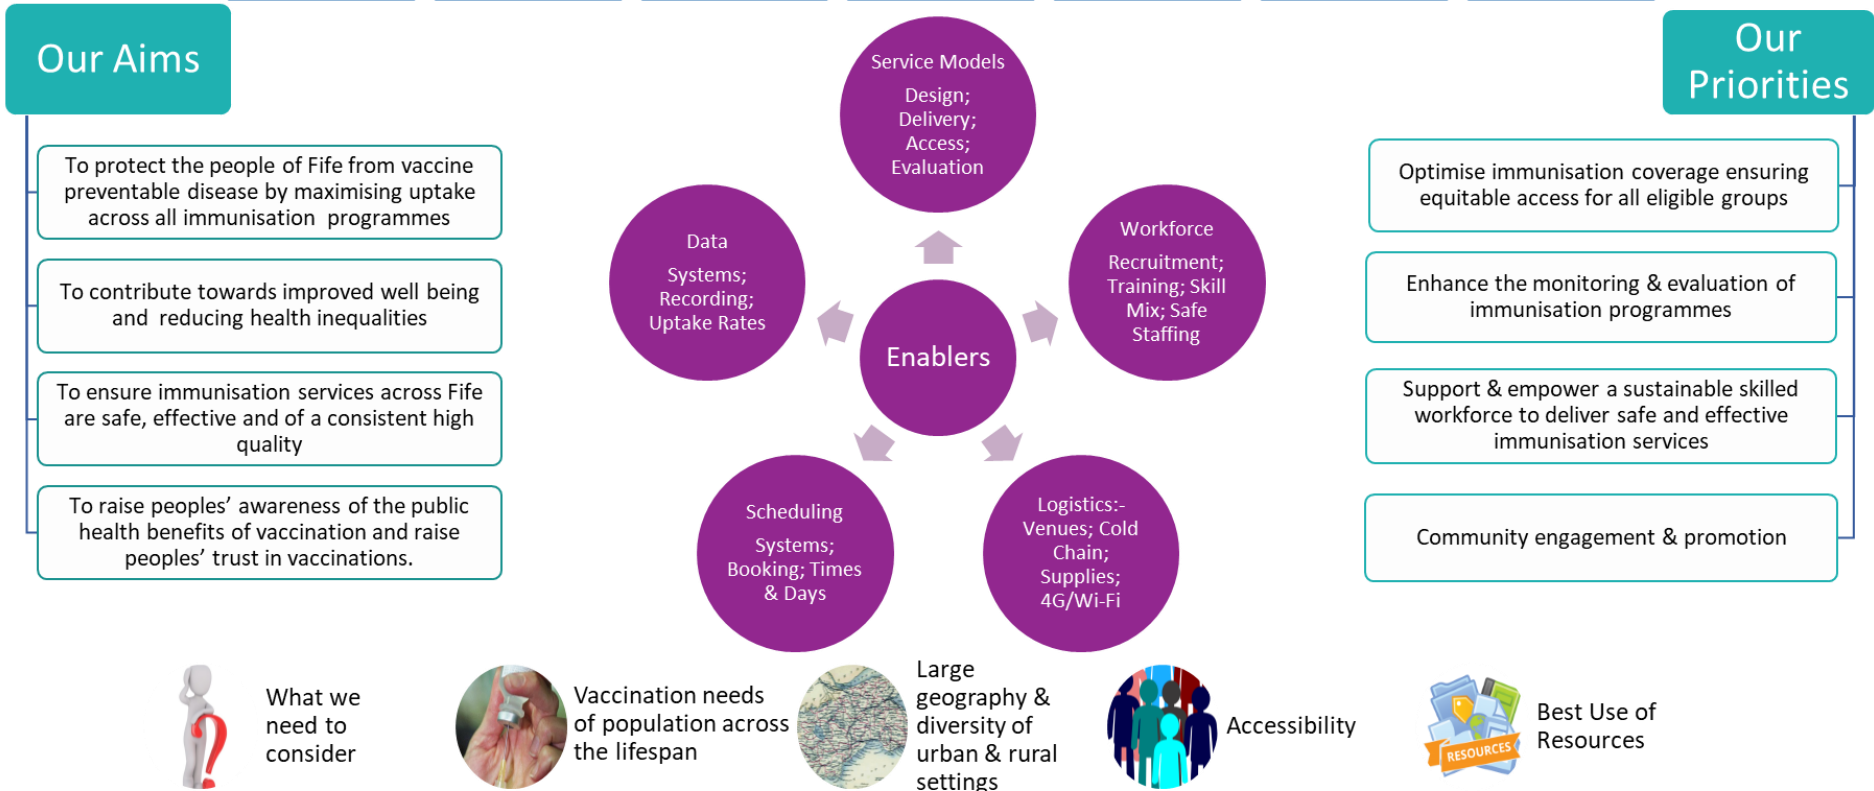 Our Aims
To protect the people of Fife from vaccine
preventable disease by maximising uptake
across all immunisation programmes
To contribute towards improved well being
and reducing health inequalities
To ensure immunisation services across Fife
are safe, effective and of a consistent high
quality
To raise peoples’ awareness of the public
health benefits of vaccination and raise
peoples’ trust in vaccinations.
Service Models
Design;
Delivery;
Access;
Evaluation
Data
Systems;
Recording;
Uptake Rates
Workforce
Recruitment;
Training; Skill
Mix; Safe
Staffing
Enablers
Scheduling
Systems;
Booking; Times
& Days
Logistics:-
Venues; Cold
Chain;
Supplies;
4G/Wi-Fi
Our
Priorities
Optimise immunisation coverage ensuring
equitable access for all eligible groups
Enhance the monitoring & evaluation of
immunisation programmes
Support & empower a sustainable skilled
workforce to deliver safe and effective
immunisation services
Community engagement & promotion
What we
need to
consider
Vaccination needs
of population across
the lifespan
Large
geography &
diversity of
urban & rural
settings
Accessibility
RESOURCES
Best Use of
Resources